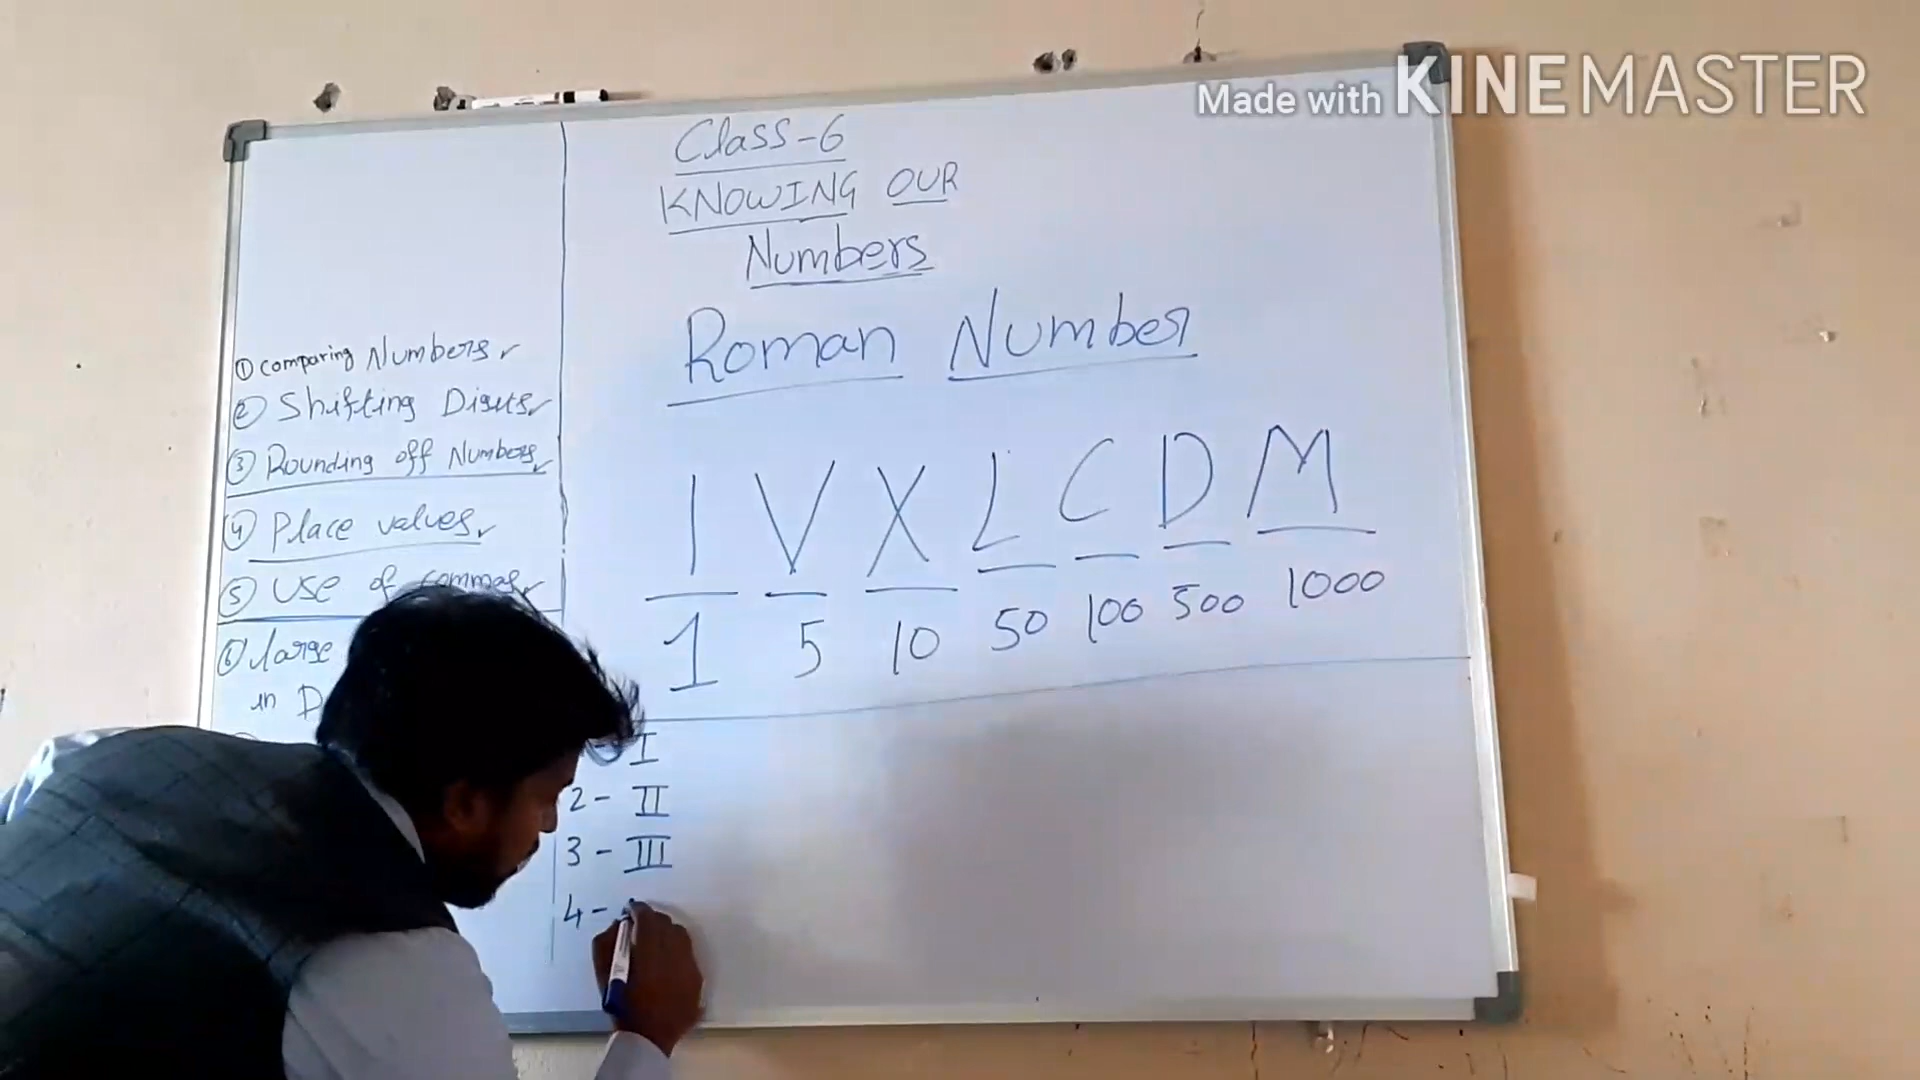 Made with KINEMASTER
Class-6
KNOWING OUR
Numbers
Roman Number
I V X L C D M
1 5 10 50 100 500 1000
① Comparing Numbers ✓
② Shifting Digits ✓
③ Rounding off Numbers ✓
④ Place values ✓
⑤ Use of commas ✓
⑥ large
in D
- I
2 - II
3 - III
4 -